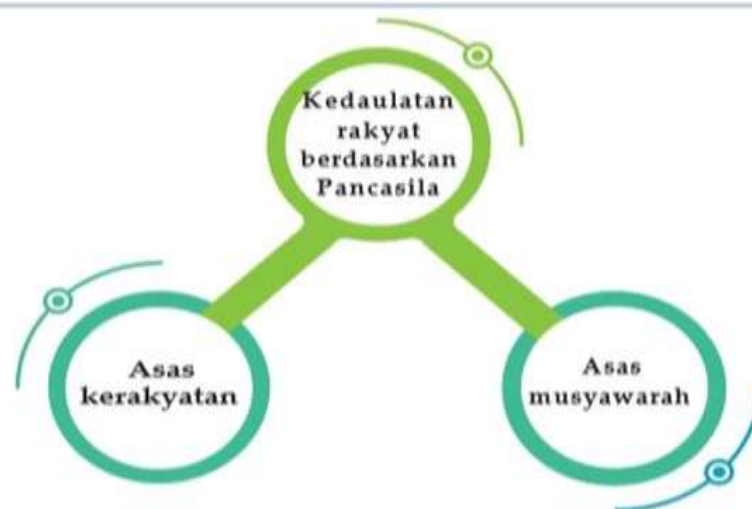 Kedaulatan
rakyat
berdasarkan
Pancasila
Asas
kerakyatan
Asas
musyawarah